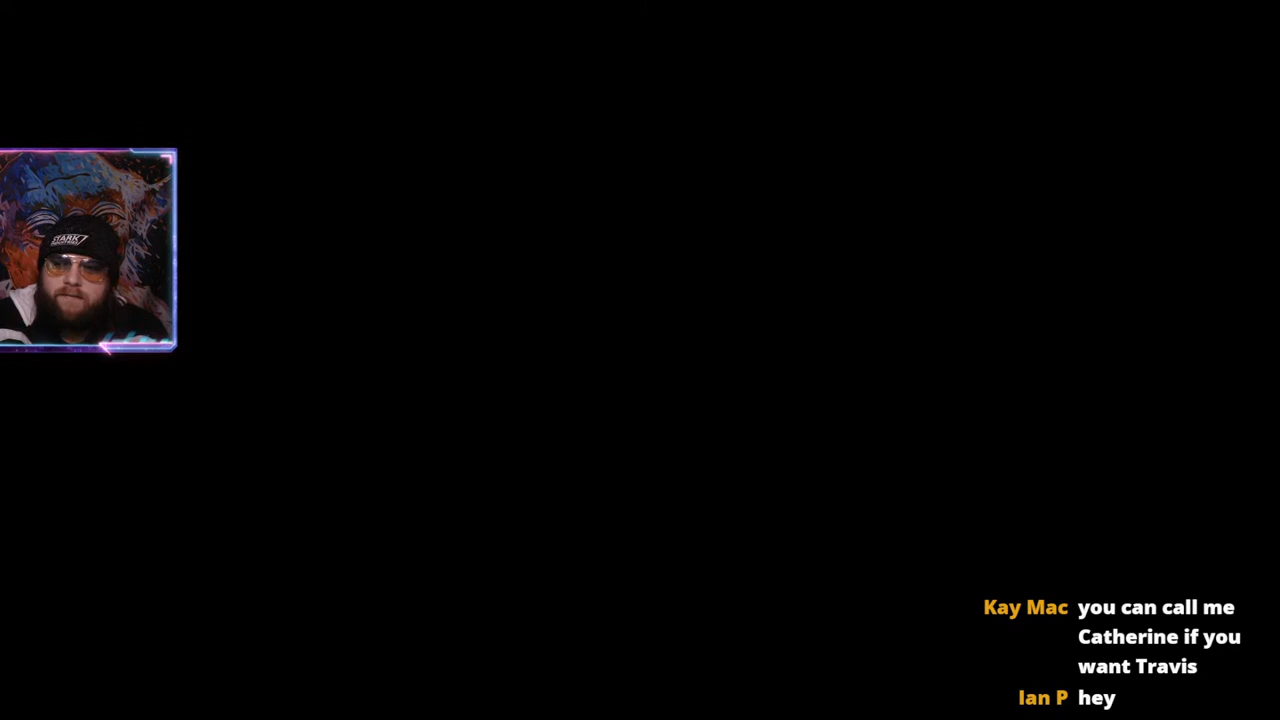 STARK
Kay Mac you can call me
Catherine if you
want Travis
Ian P hey